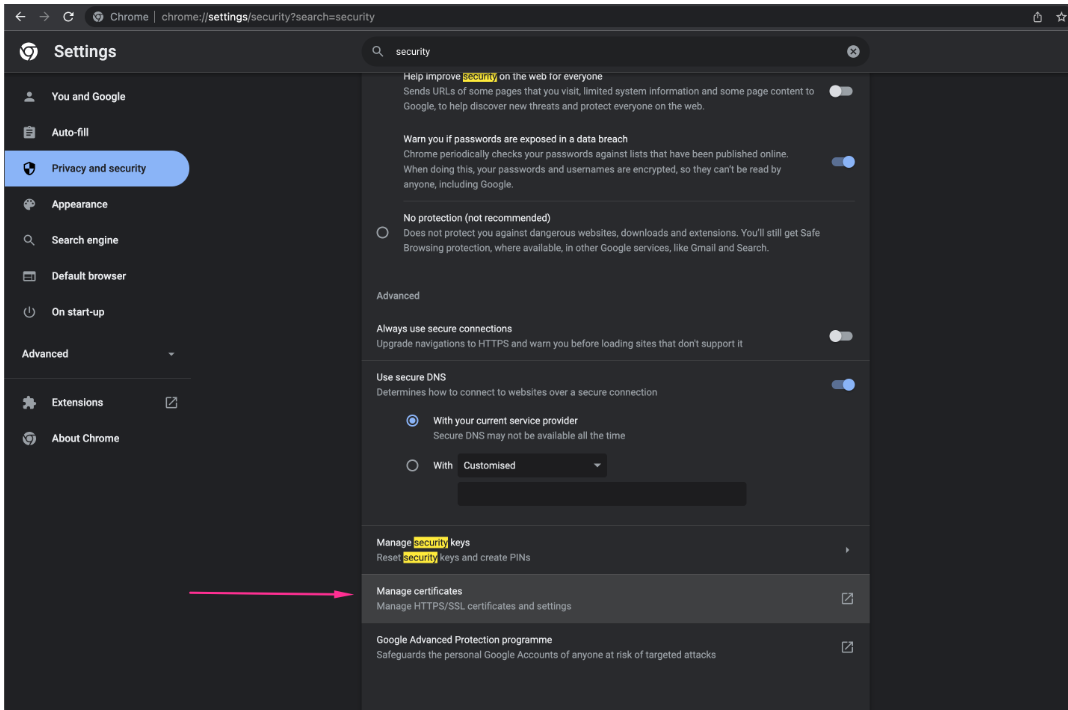 Chrome | chrome://settings/security?search=security
Settings
security
You and Google
Auto-fill
Privacy and security
Appearance
Search engine
Default browser
On start-up
Advanced
Extensions
About Chrome
Help improve security on the web for everyone
Sends URLs of some pages that you visit, limited system information and some page content to
Google, to help discover new threats and protect everyone on the web.
Warn you if passwords are exposed in a data breach
Chrome periodically checks your passwords against lists that have been published online.
When doing this, your passwords and usernames are encrypted, so they can't be read by
anyone, including Google.
No protection (not recommended)
Does not protect you against dangerous websites, downloads and extensions. You'll still get Safe
Browsing protection, where available, in other Google services, like Gmail and Search.
Advanced
Always use secure connections
Upgrade navigations to HTTPS and warn you before loading sites that don't support it
Use secure DNS
Determines how to connect to websites over a secure connection
With your current service provider
Secure DNS may not be available all the time
With Customised
Manage security keys
Reset security keys and create PINs
Manage certificates
Manage HTTPS/SSL certificates and settings
Google Advanced Protection programme
Safeguards the personal Google Accounts of anyone at risk of targeted attacks